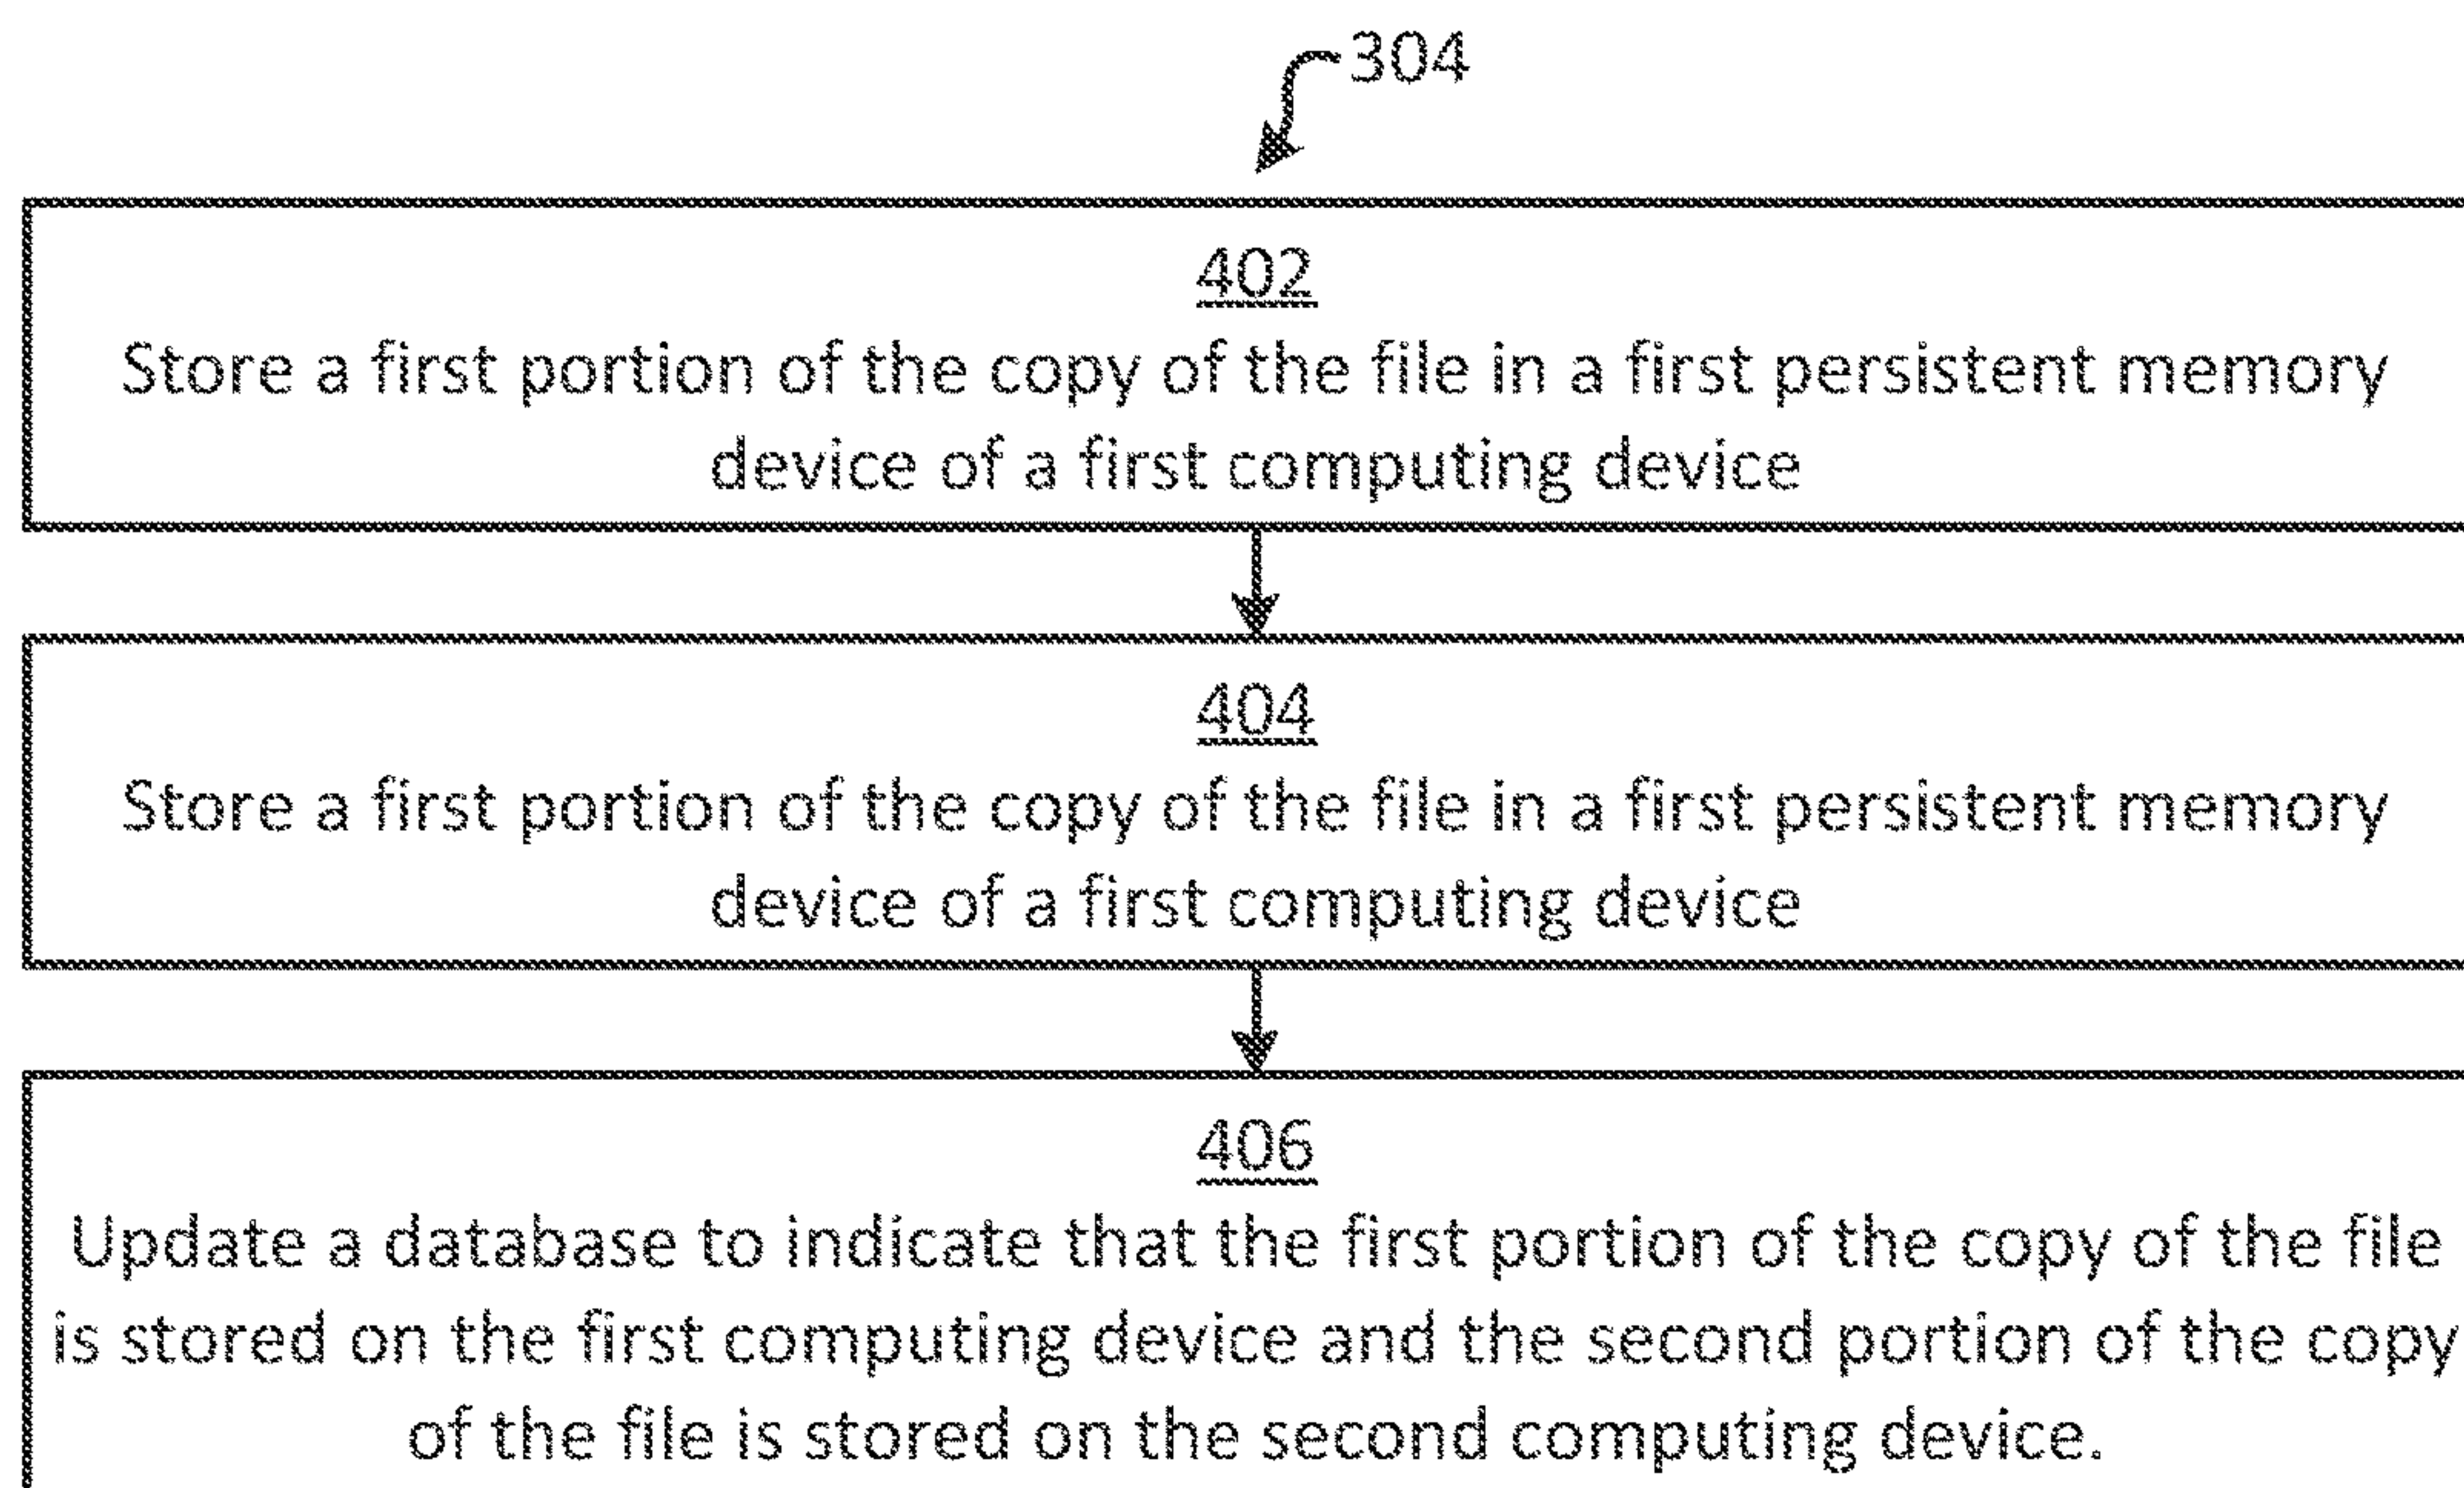 304
402
Store a first portion of the copy of the file in a first persistent memory
device of a first computing device
404
Store a first portion of the copy of the file in a first persistent memory
device of a first computing device
406
Update a database to indicate that the first portion of the copy of the file
is stored on the first computing device and the second portion of the copy
of the file is stored on the second computing device.